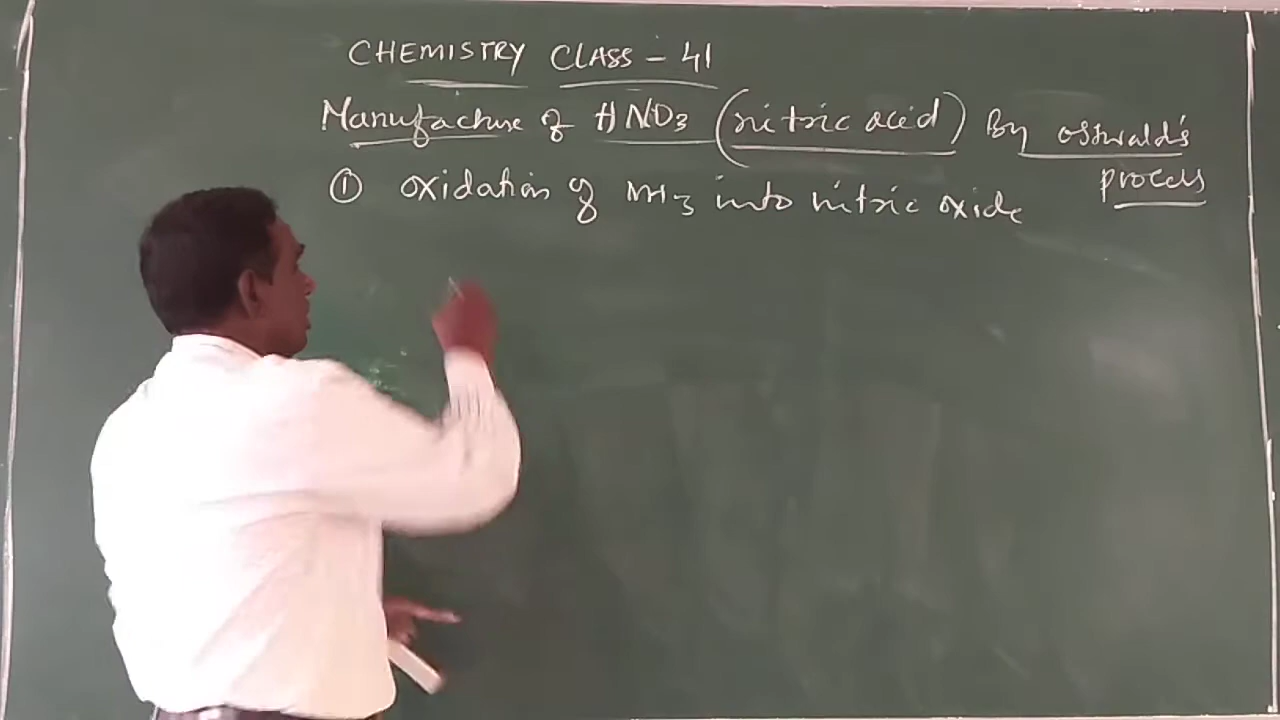 CHEMISTRY CLASS - 41
Manufacture of HNO3 (nitric acid) By ostwald's
process
① oxidation of NH3 into nitric oxide